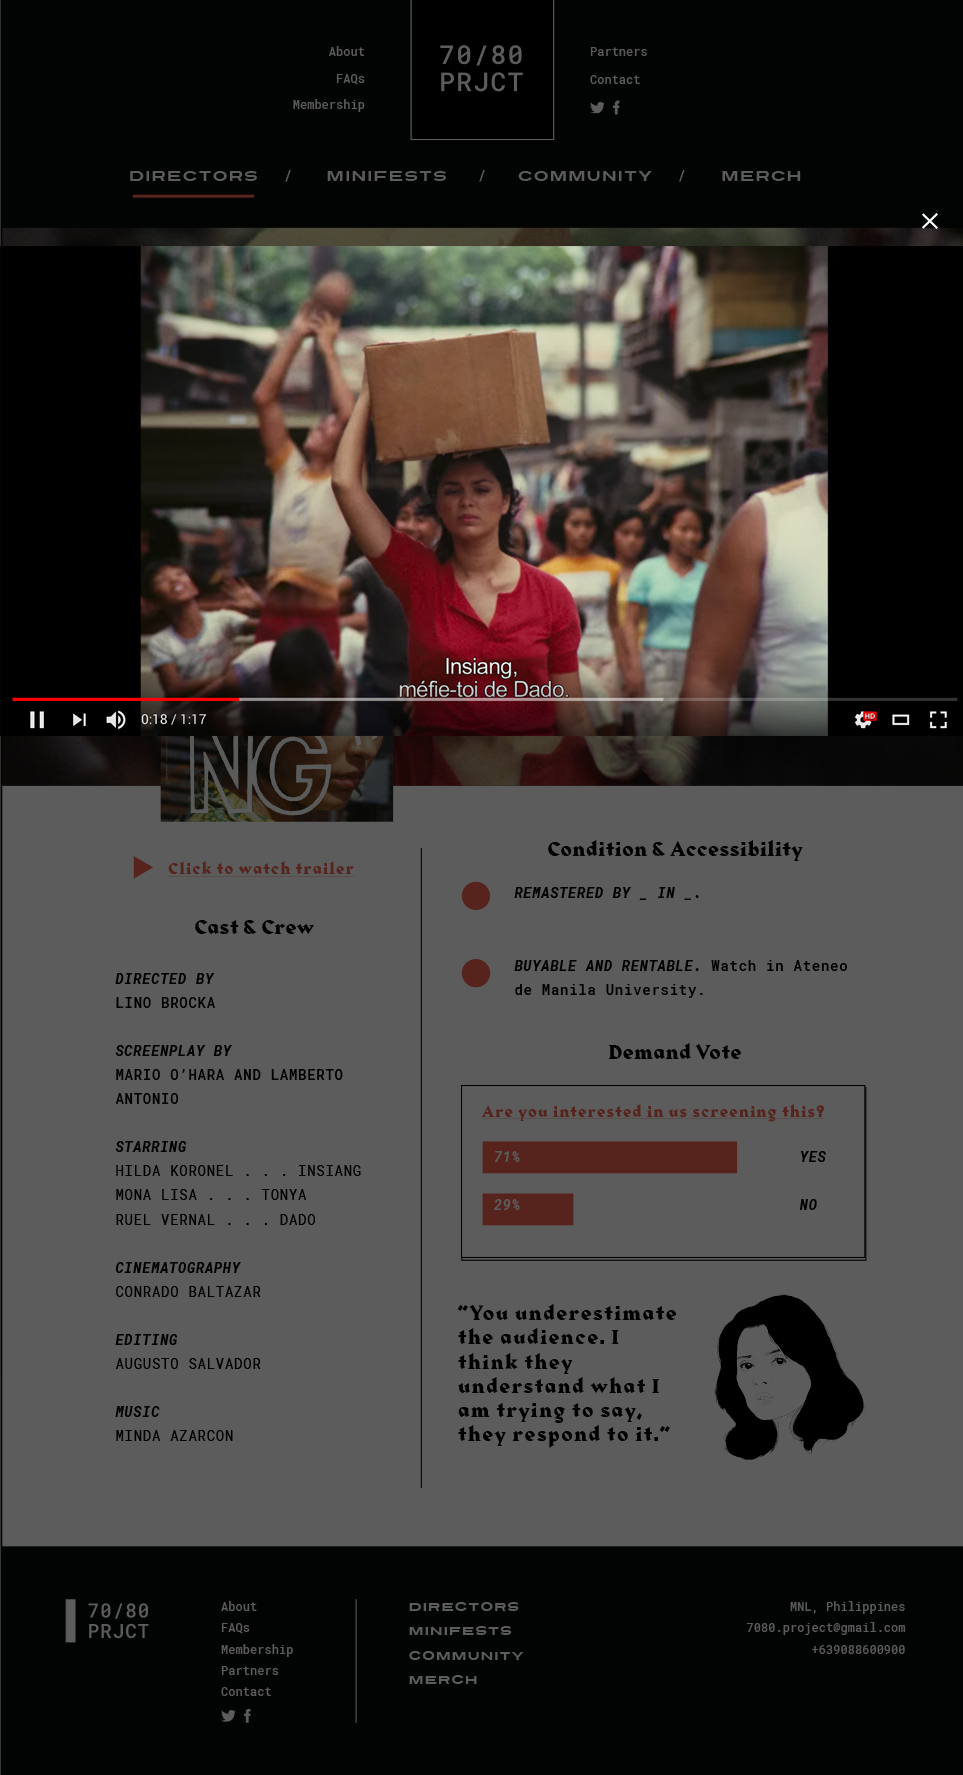 About
FAQs
Membership
70/80
PRJCT
Partners
Contact
DIRECTORS / MINIFESTS / COMMUNITY / MERCH
Insiang,
méfie-toi de Dado.
0:18 / 1:17
HD
NG
Click to watch trailer
Cast & Crew
DIRECTED BY
LINO BROCKA
SCREENPLAY BY
MARIO O’HARA AND LAMBERTO
ANTONIO
STARRING
HILDA KORONEL . . . INSIANG
MONA LISA . . . TONYA
RUEL VERNAL . . . DADO
CINEMATOGRAPHY
CONRADO BALTAZAR
EDITING
AUGUSTO SALVADOR
MUSIC
MINDA AZARCON
Condition & Accessibility
REMASTERED BY _ IN _.
BUYABLE AND RENTABLE. Watch in Ateneo
de Manila University.
Demand Vote
Are you interested in us screening this?
71% YES
29% NO
“You underestimate
the audience. I
think they
understand what I
am trying to say,
they respond to it.”
70/80
PRJCT
About
FAQs
Membership
Partners
Contact
DIRECTORS
MINIFESTS
COMMUNITY
MERCH
MNL, Philippines
7080.project@gmail.com
+639088600900